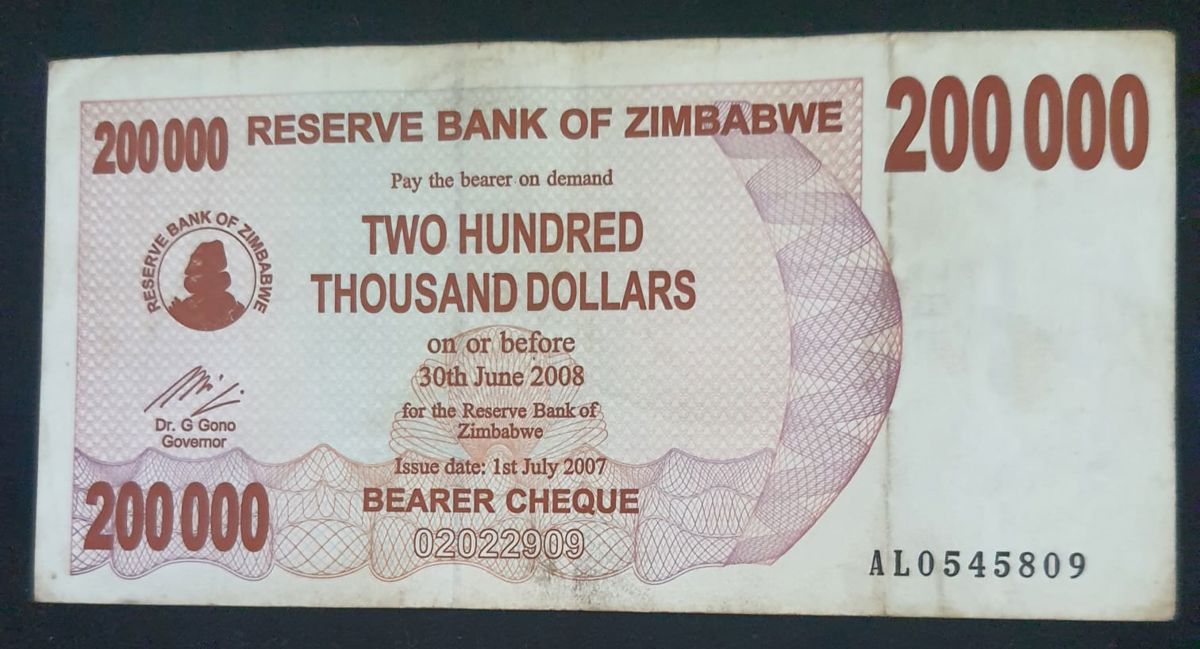 200 000 RESERVE BANK OF ZIMBABWE 200 000
Pay the bearer on demand
TWO HUNDRED
THOUSAND DOLLARS
RESERVE BANK OF ZIMBABWE
on or before
30th June 2008
for the Reserve Bank of
Zimbabwe
Dr. G Gono
Governor
Issue date: 1st July 2007
200 000 BEARER CHEQUE
02022909
AL0545809